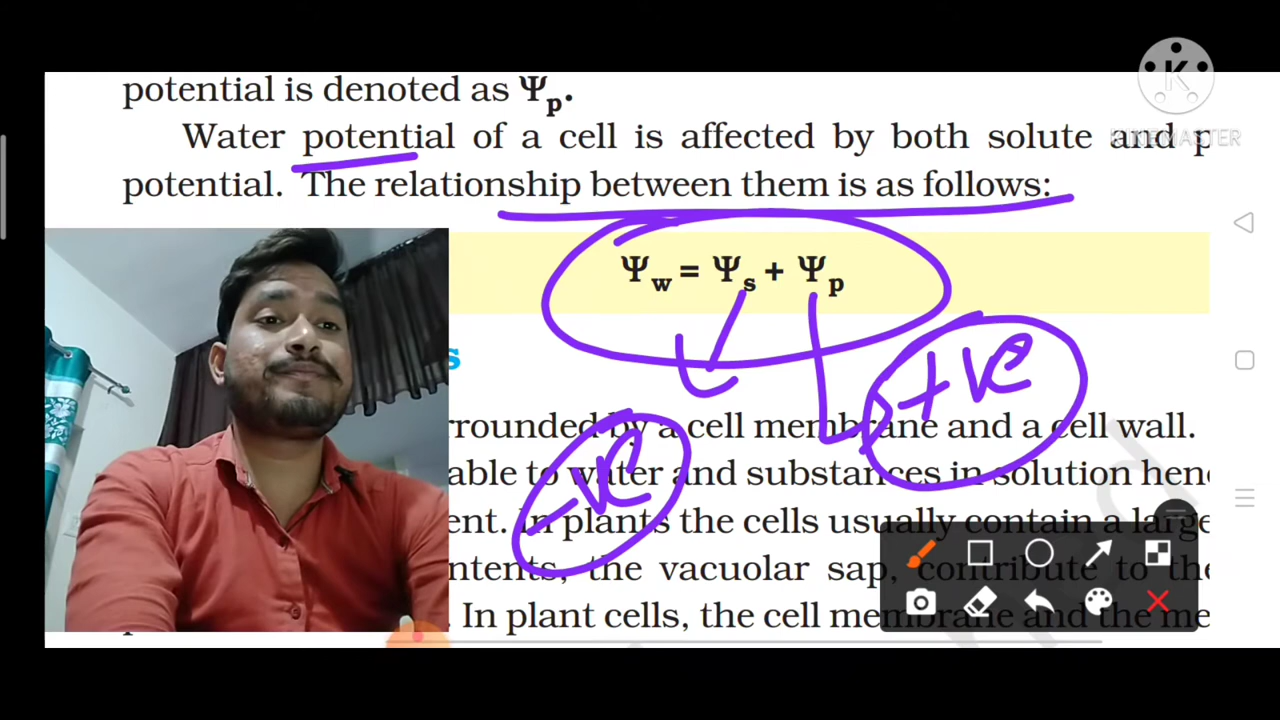 potential is denoted as Ψp.
Water potential of a cell is affected by both solute and p
potential. The relationship between them is as follows:
Ψw = Ψs + Ψp
s
-ve
+ve
rrounded by a cell membrane and a cell wall.
able to water and substances in solution henc
ent. In plants the cells usually contain a large
ntents, the vacuolar sap, contribute to the
. In plant cells, the cell membrane and the me
K
KINEMASTER